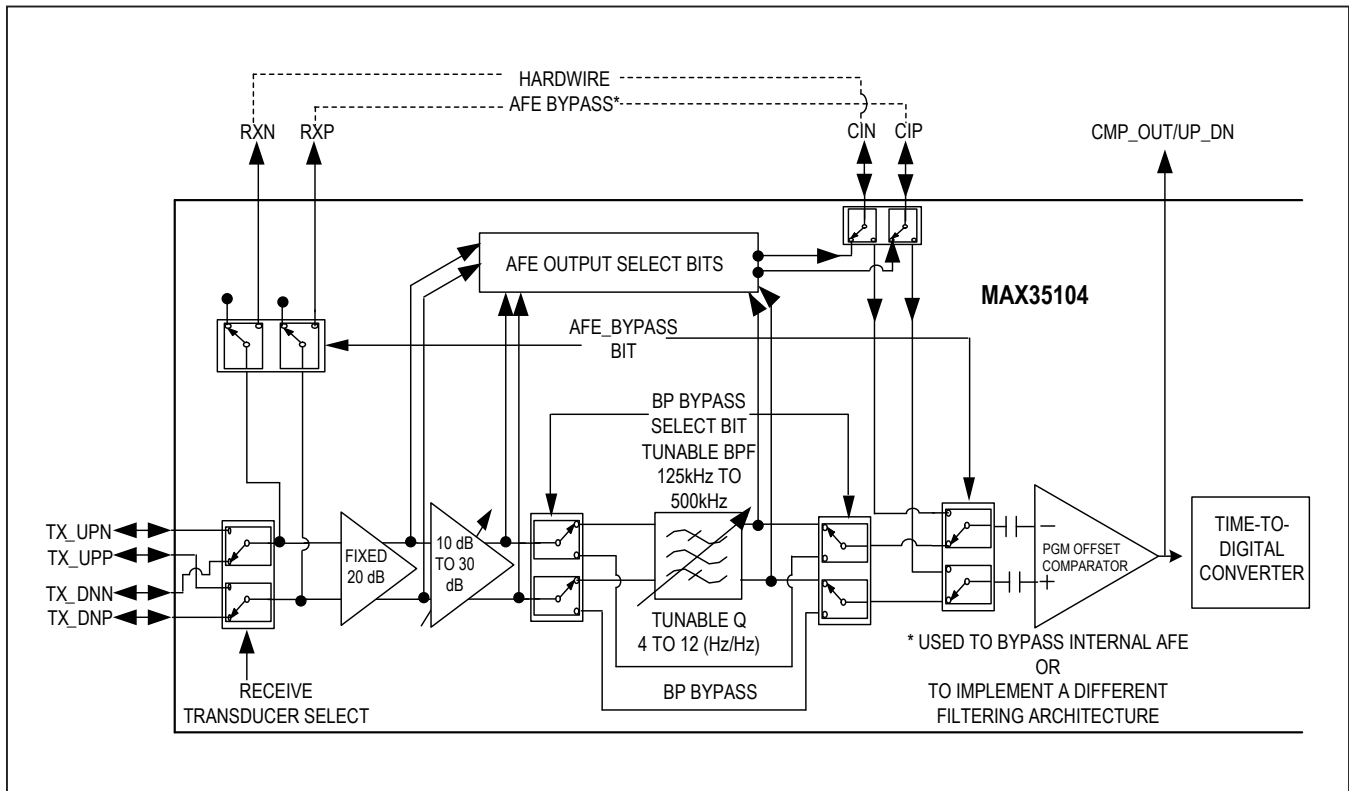 HARDWIRE
AFE BYPASS*
RXN
RXP
CIN
CIP
CMP_OUT/UP_DN
AFE OUTPUT SELECT BITS
MAX35104
AFE_BYPASS
BIT
BP BYPASS
SELECT BIT
TUNABLE BPF
125kHz TO
500kHz
TX_UPN
TX_UPP
TX_DNN
TX_DNP
FIXED
20 dB
10 dB
TO 30
dB
−
PGM OFFSET
COMPARATOR
+
TIME-TO-
DIGITAL
CONVERTER
TUNABLE Q
4 TO 12 (Hz/Hz)
BP BYPASS
RECEIVE
TRANSDUCER SELECT
* USED TO BYPASS INTERNAL AFE
OR
TO IMPLEMENT A DIFFERENT
FILTERING ARCHITECTURE